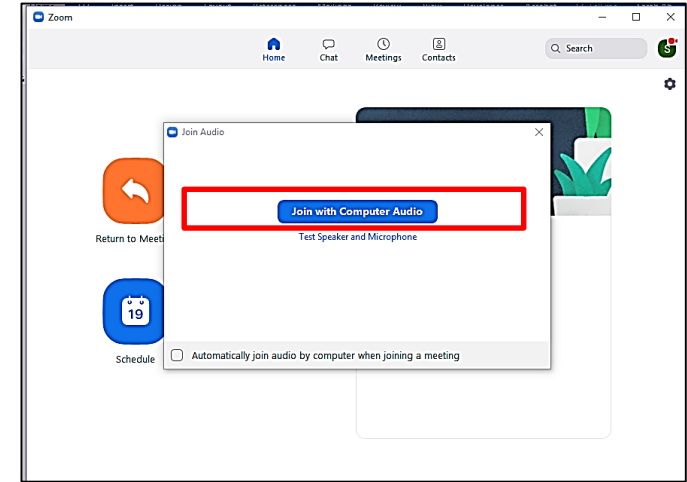 Zoom
Home
Chat
Meetings
Contacts
Search
S
Join Audio
Join with Computer Audio
Test Speaker and Microphone
Return to Meeti
19
Schedule
Automatically join audio by computer when joining a meeting